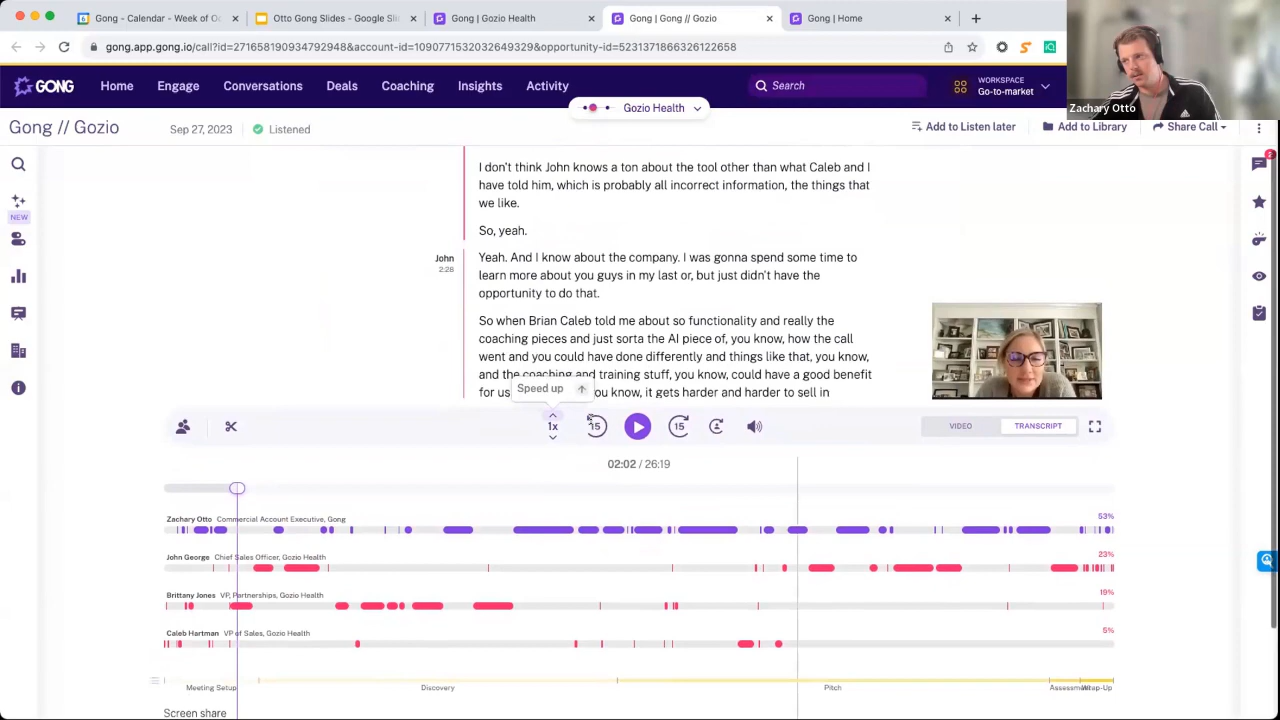 Gong - Calendar - Week of Oc
Otto Gong Slides - Google Sli
Gong | Gozio Health
Gong | Gong // Gozio
Gong | Home
gong.app.gong.io/call?id=271658190934792948&account-id=1090771532032649329&opportunity-id=5231371866326122658
GONG
Home
Engage
Conversations
Deals
Coaching
Insights
Activity
Search
WORKSPACE
Go-to-market
Zachary Otto
Gozio Health
Gong // Gozio
Sep 27, 2023
Listened
Add to Listen later
Add to Library
Share Call
NEW
I don't think John knows a ton about the tool other than what Caleb and I
have told him, which is probably all incorrect information, the things that
we like.
So, yeah.
John
2:28
Yeah. And I know about the company. I was gonna spend some time to
learn more about you guys in my last or, but just didn't have the
opportunity to do that.
So when Brian Caleb told me about so functionality and really the
coaching pieces and just sorta the AI piece of, you know, how the call
went and you could have done differently and things like that, you know,
and the coaching and training stuff, you know, could have a good benefit
for us
you know, it gets harder and harder to sell in
Speed up
1x
15
15
VIDEO
TRANSCRIPT
02:02 / 26:19
Zachary Otto Commercial Account Executive, Gong
53%
John George Chief Sales Officer, Gozio Health
23%
Brittany Jones VP, Partnerships, Gozio Health
19%
Caleb Hartman VP of Sales, Gozio Health
5%
Meeting Setup
Discovery
Pitch
Wrap-Up
Screen share